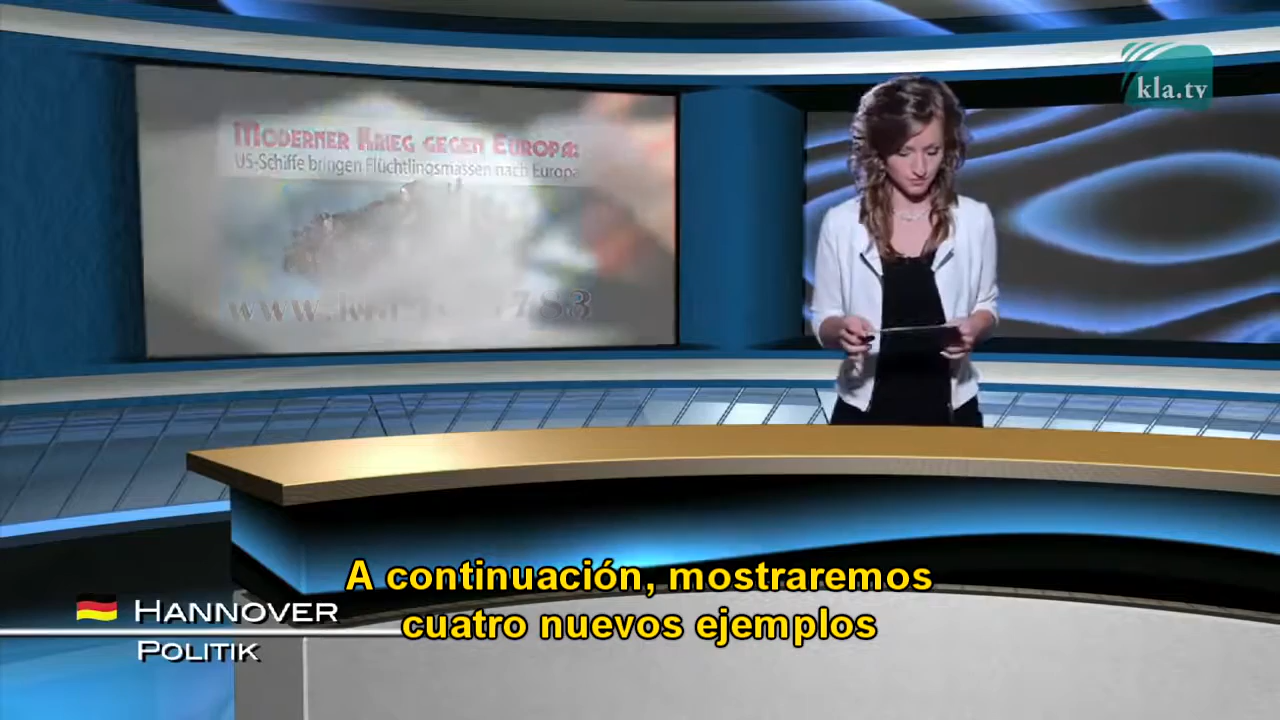 kla.tv
MODERNER KRIEG GEGEN EUROPA:
US-Schiffe bringen Flüchtlingsmassen nach Europa
A continuación, mostraremos
cuatro nuevos ejemplos
HANNOVER
POLITIK